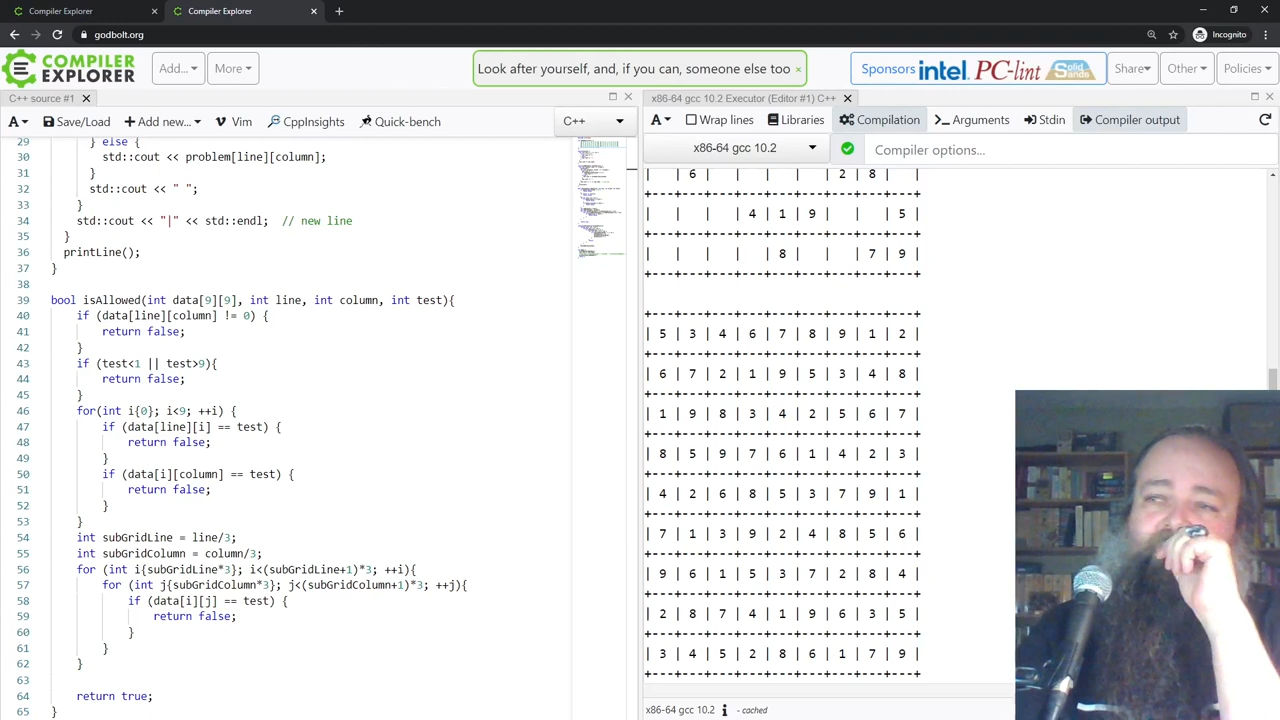 Compiler Explorer × Compiler Explorer × +
godbolt.org Incognito
COMPILER EXPLORER Add... More Look after yourself, and, if you can, someone else too × Sponsors intel PC-lint Solid Sands Share Other Policies
C++ source #1 × x86-64 gcc 10.2 Executor (Editor #1) C++ ×
A Save/Load + Add new... Vim CppInsights Quick-bench C++ A Wrap lines Libraries Compilation Arguments Stdin Compiler output
x86-64 gcc 10.2 Compiler options...
29 } else {
30 std::cout << problem[line][column];
31 }
32 std::cout << " ";
33 }
34 std::cout << "|" << std::endl; // new line
35 }
36 printLine();
37 }
38
39 bool isAllowed(int data[9][9], int line, int column, int test){
40 if (data[line][column] != 0) {
41 return false;
42 }
43 if (test<1 || test>9){
44 return false;
45 }
46 for(int i{0}; i<9; ++i) {
47 if (data[line][i] == test) {
48 return false;
49 }
50 if (data[i][column] == test) {
51 return false;
52 }
53 }
54 int subGridLine = line/3;
55 int subGridColumn = column/3;
56 for (int i{subGridLine*3}; i<(subGridLine+1)*3; ++i){
57 for (int j{subGridColumn*3}; j<(subGridColumn+1)*3; ++j){
58 if (data[i][j] == test) {
59 return false;
60 }
61 }
62 }
63
64 return true;
65 }
| 6 | | | | 2 | 8 | |
+---+---+---+---+---+---+---+---+---+
| | | 4 | 1 | 9 | | | 5 |
+---+---+---+---+---+---+---+---+---+
| | | | 8 | | 7 | 9 |
+---+---+---+---+---+---+---+---+---+
+---+---+---+---+---+---+---+---+---+
| 5 | 3 | 4 | 6 | 7 | 8 | 9 | 1 | 2 |
+---+---+---+---+---+---+---+---+---+
| 6 | 7 | 2 | 1 | 9 | 5 | 3 | 4 | 8 |
+---+---+---+---+---+---+---+---+---+
| 1 | 9 | 8 | 3 | 4 | 2 | 5 | 6 | 7 |
+---+---+---+---+---+---+---+---+---+
| 8 | 5 | 9 | 7 | 6 | 1 | 4 | 2 | 3 |
+---+---+---+---+---+---+---+---+---+
| 4 | 2 | 6 | 8 | 5 | 3 | 7 | 9 | 1 |
+---+---+---+---+---+---+---+---+---+
| 7 | 1 | 3 | 9 | 2 | 4 | 8 | 5 | 6 |
+---+---+---+---+---+---+---+---+---+
| 9 | 6 | 1 | 5 | 3 | 7 | 2 | 8 | 4 |
+---+---+---+---+---+---+---+---+---+
| 2 | 8 | 7 | 4 | 1 | 9 | 6 | 3 | 5 |
+---+---+---+---+---+---+---+---+---+
| 3 | 4 | 5 | 2 | 8 | 6 | 1 | 7 | 9 |
+---+---+---+---+---+---+---+---+---+
x86-64 gcc 10.2 i - cached